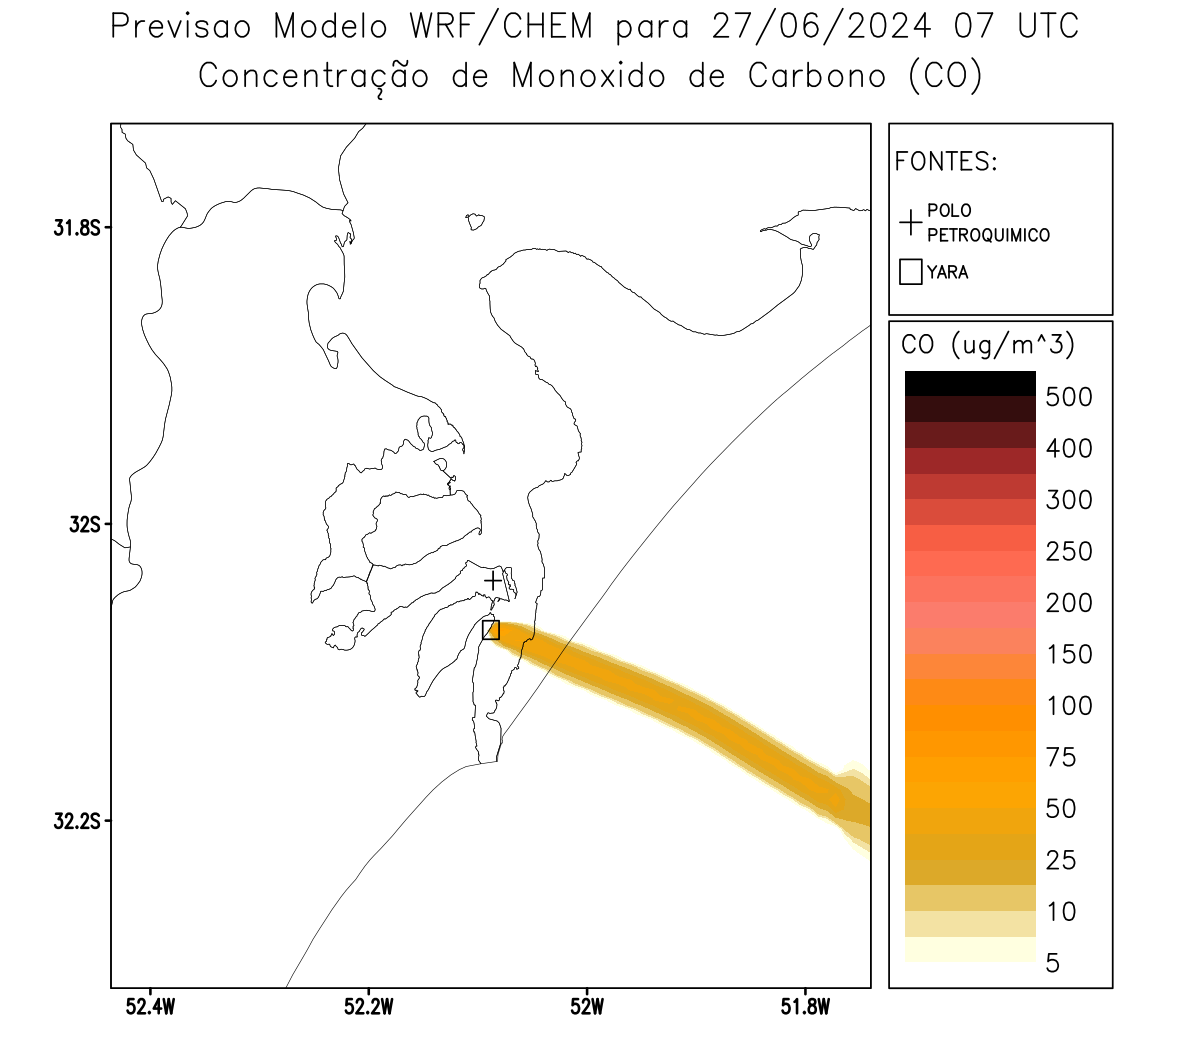 Previsao Modelo WRF/CHEM para 27/06/2024 07 UTC
Concentração de Monoxido de Carbono (CO)
FONTES:
POLO
PETROQUIMICO
YARA
CO (ug/m^3)
500
400
300
250
200
150
100
75
50
25
10
5
31.8S
32S
32.2S
52.4W
52.2W
52W
51.8W